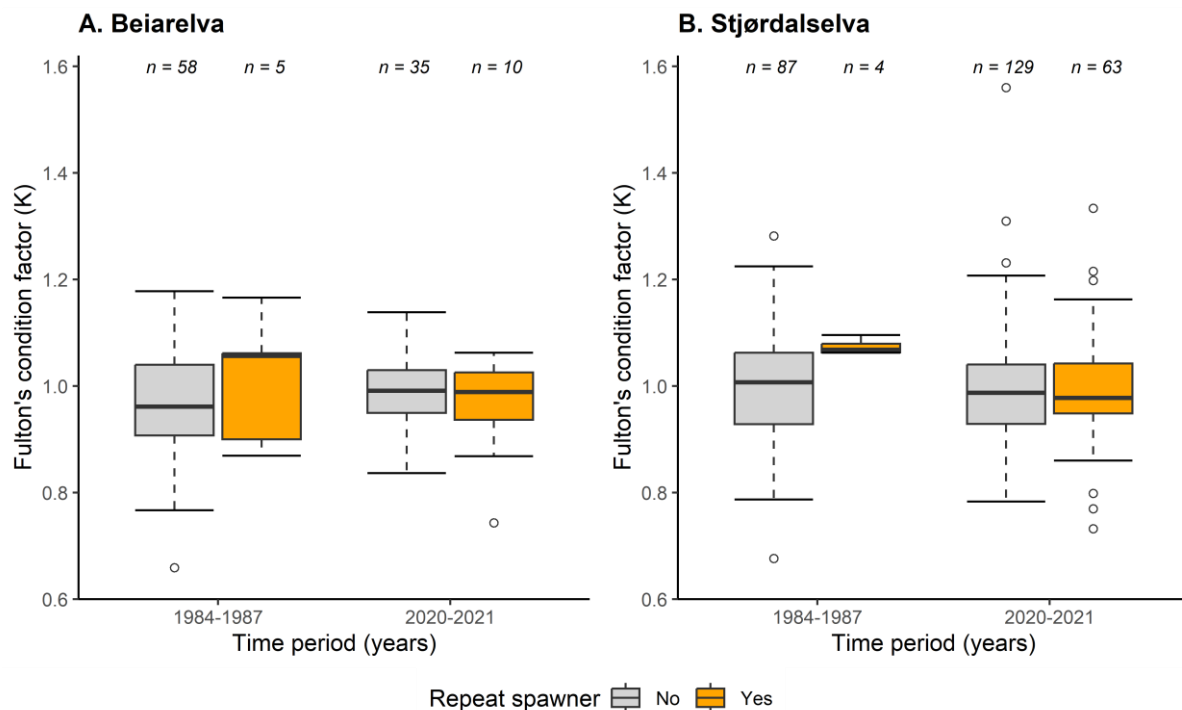 A. Beiarelva
B. Stjørdalselva
n = 58 n = 5 n = 35 n = 10
n = 87 n = 4 n = 129 n = 63
Fulton's condition factor (K)
1.6
1.4
1.2
1.0
0.8
0.6
1984-1987 2020-2021
Time period (years)
Fulton's condition factor (K)
1.6
1.4
1.2
1.0
0.8
0.6
1984-1987 2020-2021
Time period (years)
Repeat spawner No Yes